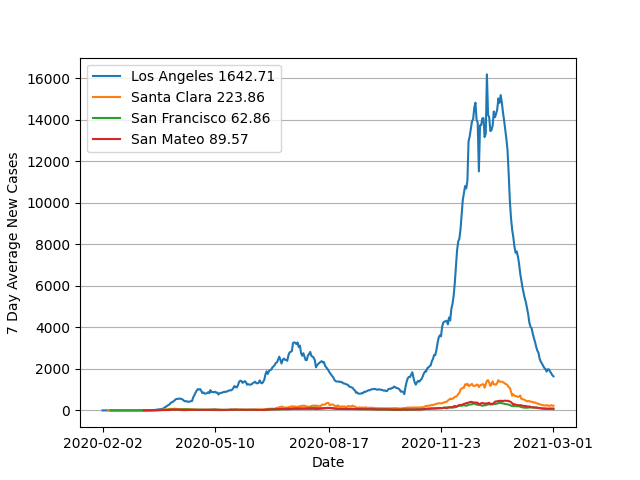 Los Angeles 1642.71
Santa Clara 223.86
San Francisco 62.86
San Mateo 89.57
7 Day Average New Cases
16000
14000
12000
10000
8000
6000
4000
2000
0
2020-02-02 2020-05-10 2020-08-17 2020-11-23 2021-03-01
Date